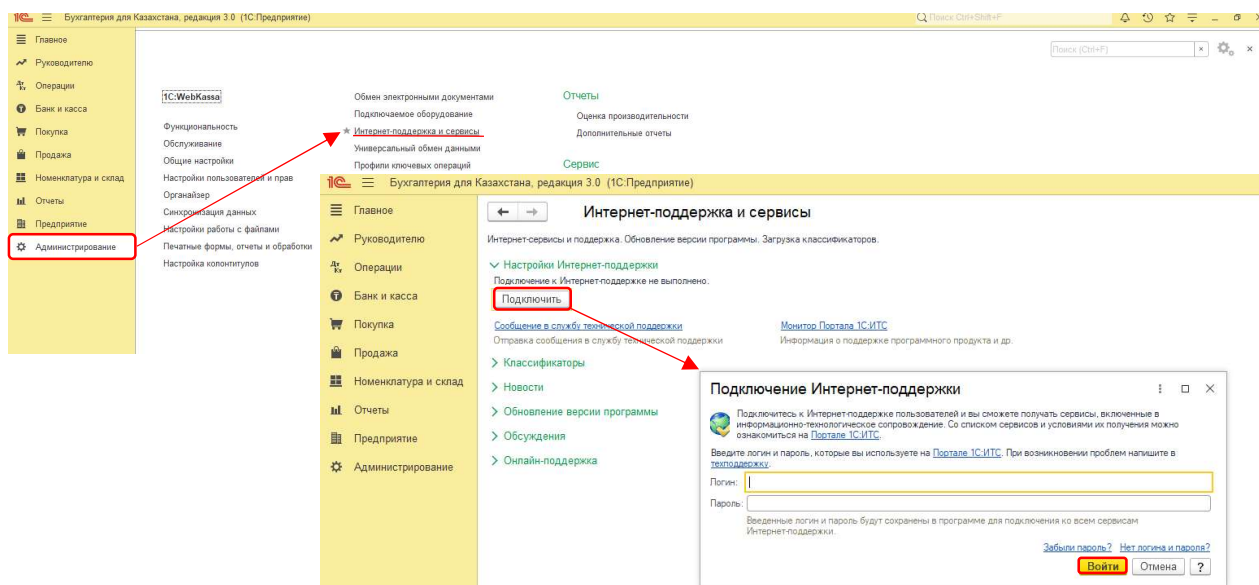 1С Бухгалтерия для Казахстана, редакция 3.0 (1С:Предприятие)
Поиск Ctrl+Shift+F
Главное
Руководителю
Операции
Банк и касса
Покупка
Продажа
Номенклатура и склад
Отчеты
Предприятие
Администрирование
Поиск (Ctrl+F)
1C:WebKassa
Функциональность
Обслуживание
Общие настройки
Настройки пользователей и прав
Органайзер
Синхронизация данных
Настройки работы с файлами
Печатные формы, отчеты и обработки
Настройка колонтитулов
Обмен электронными документами
Подключаемое оборудование
Интернет-поддержка и сервисы
Универсальный обмен данными
Профили ключевых операций
Отчеты
Оценка производительности
Дополнительные отчеты
Сервис
1С Бухгалтерия для Казахстана, редакция 3.0 (1С:Предприятие)
Главное
Руководителю
Операции
Банк и касса
Покупка
Продажа
Номенклатура и склад
Отчеты
Предприятие
Администрирование
Интернет-поддержка и сервисы
Интернет-сервисы и поддержка. Обновление версии программы. Загрузка классификаторов.
Настройки Интернет-поддержки
Подключение к Интернет-поддержке не выполнено.
Подключить
Сообщение в службу технической поддержки
Отправка сообщения в службу технической поддержки
Монитор Портала 1С:ИТС
Информация о поддержке программного продукта и др.
Классификаторы
Новости
Обновление версии программы
Обсуждения
Онлайн-поддержка
Подключение Интернет-поддержки
Подключитесь к Интернет-поддержке пользователей и вы сможете получать сервисы, включенные в
информационно-технологическое сопровождение. Со списком сервисов и условиями их получения можно
ознакомиться на Портале 1С:ИТС.
Введите логин и пароль, которые вы используете на Портале 1С:ИТС. При возникновении проблем напишите в
техподдержку.
Логин:
Пароль:
Введенные логин и пароль будут сохранены в программе для подключения ко всем сервисам
Интернет-поддержки.
Забыли пароль? Нет логина и пароля?
Войти Отмена ?